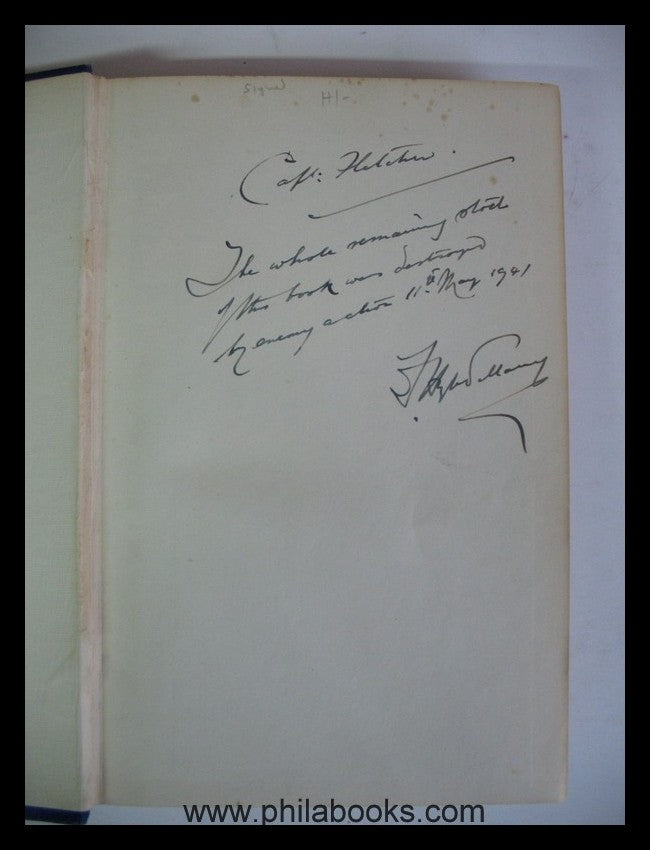 Signed
H/-
Capt: Fletcher.
The whole remaining stock
of this book was destroyed
by enemy action 11th May 1941
www.philabooks.com